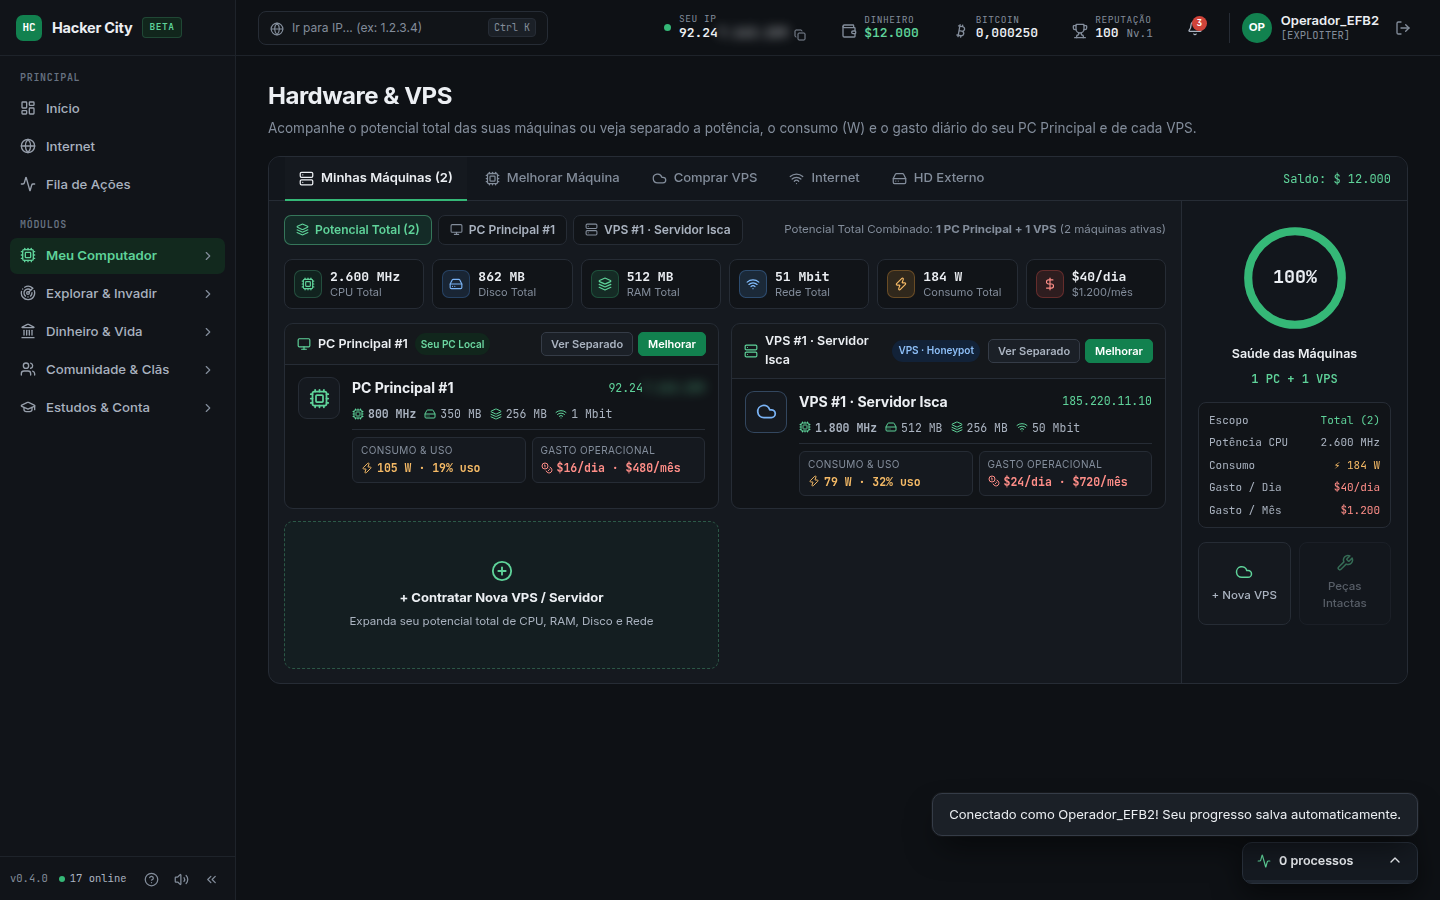 HC Hacker City BETA
Ir para IP... (ex: 1.2.3.4) Ctrl K
SEU IP
92.24
DINHEIRO
$12.000
BITCOIN
0,000250
REPUTAÇÃO
100 Nv.1
3
OP
Operador_EFB2
[EXPLOITER]
PRINCIPAL
Início
Internet
Fila de Ações
MÓDULOS
Meu Computador
Explorar & Invadir
Dinheiro & Vida
Comunidade & Clãs
Estudos & Conta
v0.4.0 17 online
Hardware & VPS
Acompanhe o potencial total das suas máquinas ou veja separado a potência, o consumo (W) e o gasto diário do seu PC Principal e de cada VPS.
Minhas Máquinas (2) Melhorar Máquina Comprar VPS Internet HD Externo Saldo: $ 12.000
Potencial Total (2) PC Principal #1 VPS #1 · Servidor Isca Potencial Total Combinado: 1 PC Principal + 1 VPS (2 máquinas ativas)
2.600 MHz
CPU Total
862 MB
Disco Total
512 MB
RAM Total
51 Mbit
Rede Total
184 W
Consumo Total
$40/dia
$1.200/mês
PC Principal #1 Seu PC Local Ver Separado Melhorar
PC Principal #1 92.24
800 MHz 350 MB 256 MB 1 Mbit
CONSUMO & USO
105 W · 19% uso
GASTO OPERACIONAL
$16/dia · $480/mês
VPS #1 · Servidor
Isca
VPS · Honeypot Ver Separado Melhorar
VPS #1 · Servidor Isca 185.220.11.10
1.800 MHz 512 MB 256 MB 50 Mbit
CONSUMO & USO
79 W · 32% uso
GASTO OPERACIONAL
$24/dia · $720/mês
+ Contratar Nova VPS / Servidor
Expanda seu potencial total de CPU, RAM, Disco e Rede
100%
Saúde das Máquinas
1 PC + 1 VPS
Escopo Total (2)
Potência CPU 2.600 MHz
Consumo ⚡ 184 W
Gasto / Dia $40/dia
Gasto / Mês $1.200
+ Nova VPS
Peças
Intactas
Conectado como Operador_EFB2! Seu progresso salva automaticamente.
0 processos